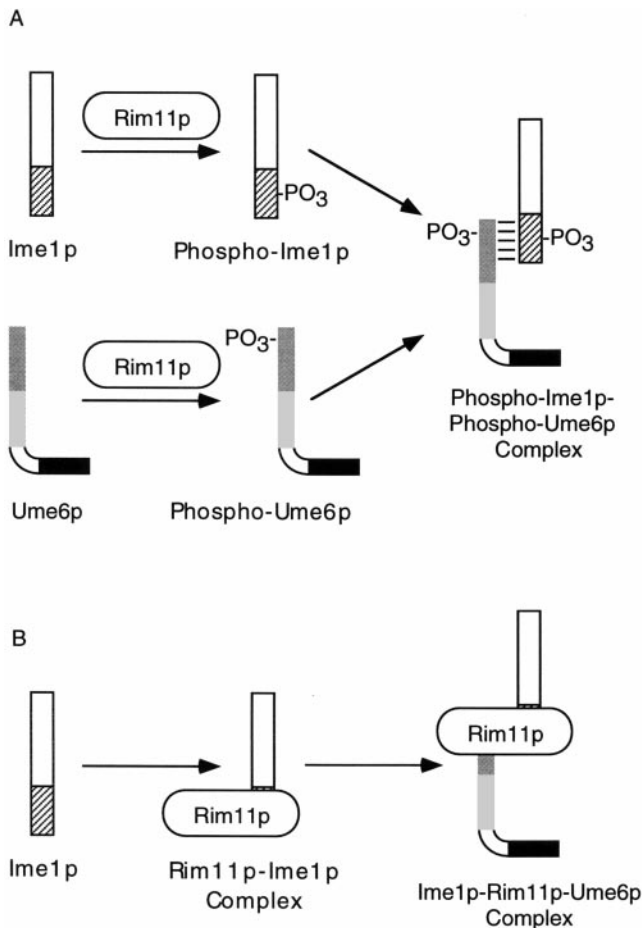 A
Rim11p
Ime1p
-PO3
Phospho-Ime1p
PO3-
-PO3
Rim11p
PO3-
Ume6p
Phospho-Ume6p
Phospho-Ime1p-
Phospho-Ume6p
Complex
B
Ime1p
Rim11p
Rim11p-Ime1p
Complex
Rim11p
Ime1p-Rim11p-Ume6p
Complex